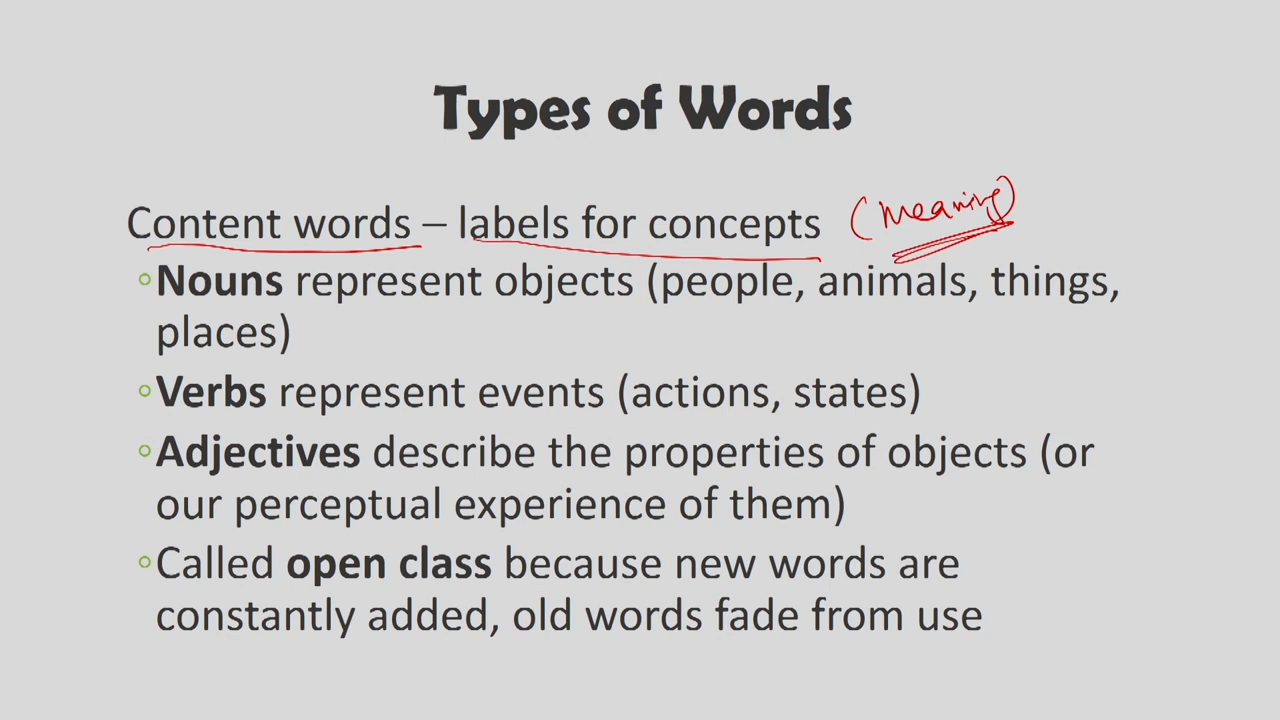 Types of Words
Content words – labels for concepts (Meaning)
◦Nouns represent objects (people, animals, things,
places)
◦Verbs represent events (actions, states)
◦Adjectives describe the properties of objects (or
our perceptual experience of them)
◦Called open class because new words are
constantly added, old words fade from use